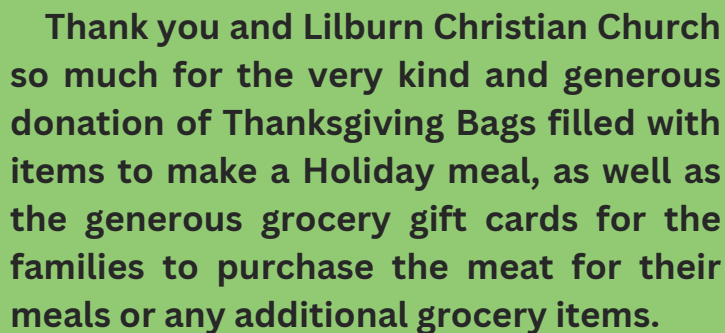 Thank you and Lilburn Christian Church
so much for the very kind and generous
donation of Thanksgiving Bags filled with
items to make a Holiday meal, as well as
the generous grocery gift cards for the
families to purchase the meat for their
meals or any additional grocery items.